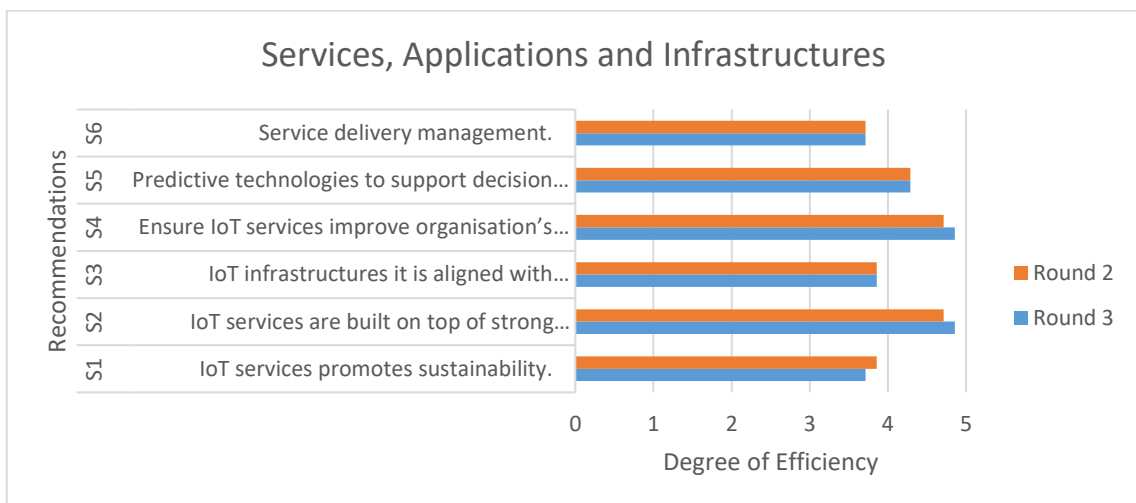 Services, Applications and Infrastructures
Recommendations
S6 Service delivery management.
S5 Predictive technologies to support decision...
S4 Ensure IoT services improve organisation's...
S3 IoT infrastructures it is aligned with...
S2 IoT services are built on top of strong...
S1 IoT services promotes sustainability.
0 1 2 3 4 5
Degree of Efficiency
Round 2
Round 3